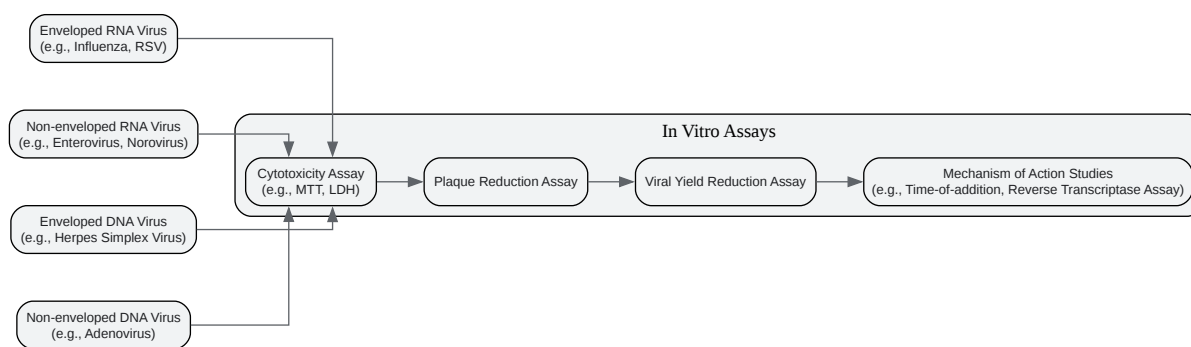 Enveloped RNA Virus
(e.g., Influenza, RSV)
Non-enveloped RNA Virus
(e.g., Enterovirus, Norovirus)
Enveloped DNA Virus
(e.g., Herpes Simplex Virus)
Non-enveloped DNA Virus
(e.g., Adenovirus)
In Vitro Assays
Cytotoxicity Assay
(e.g., MTT, LDH)
Plaque Reduction Assay
Viral Yield Reduction Assay
Mechanism of Action Studies
(e.g., Time-of-addition, Reverse Transcriptase Assay)